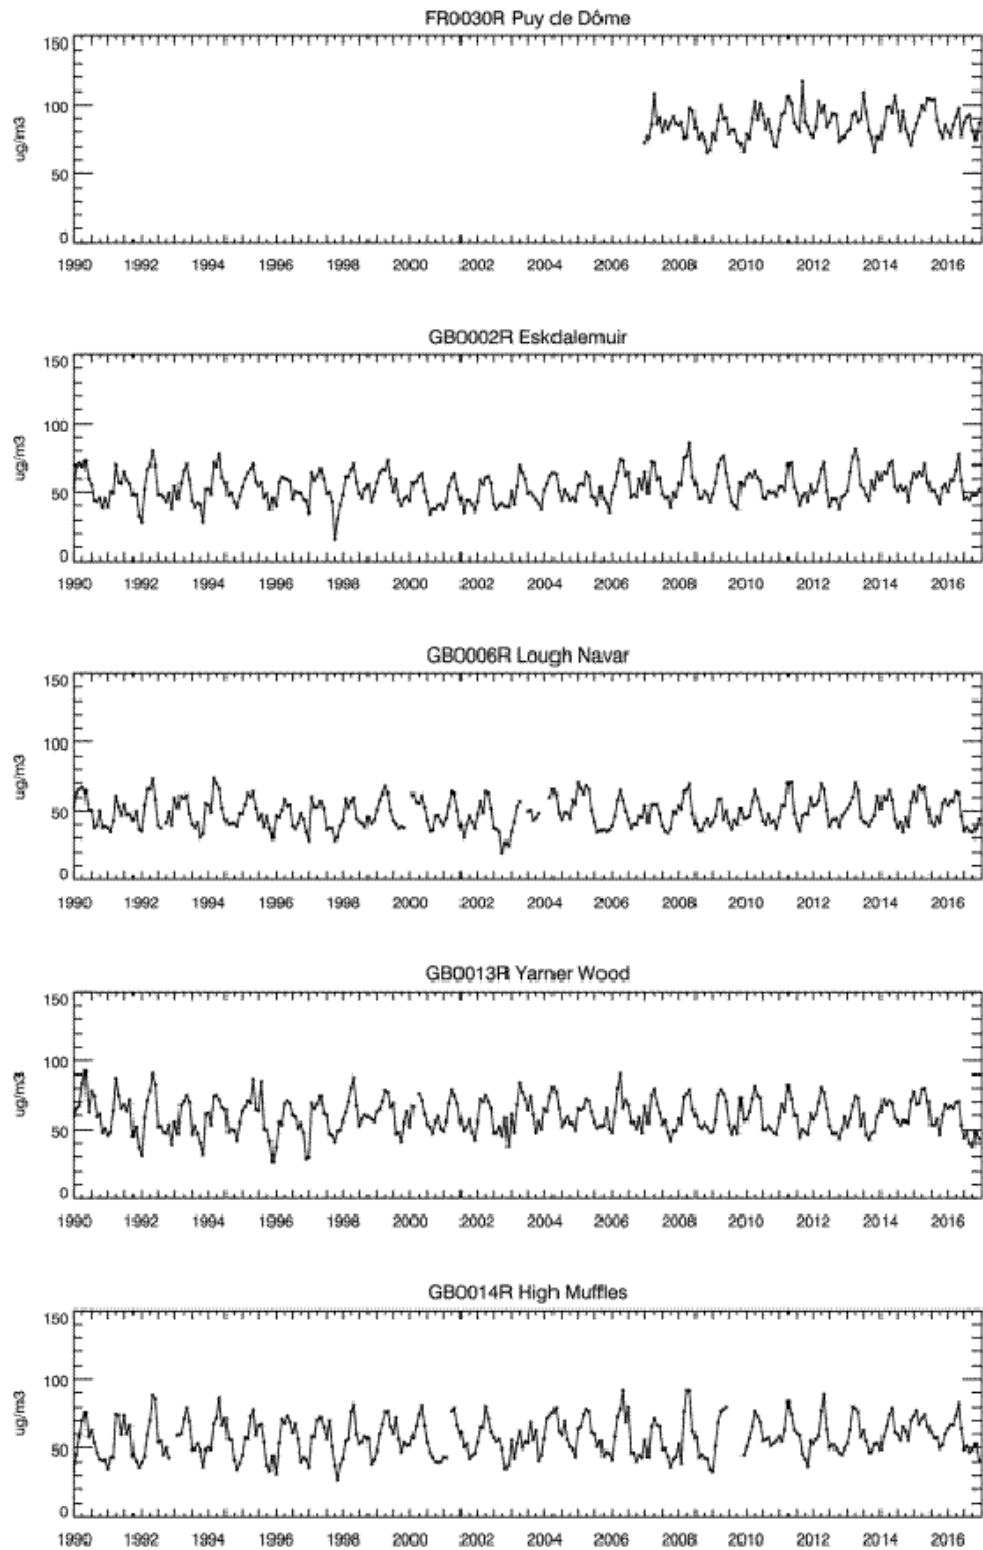 FR0030R Puy de Dôme
150
100
50
0
ug/m3
1990 1992 1994 1996 1998 2000 2002 2004 2006 2008 2010 2012 2014 2016
GB0002R Eskdalemuir
150
100
50
0
ug/m3
1990 1992 1994 1996 1998 2000 2002 2004 2006 2008 2010 2012 2014 2016
GB0006R Lough Navar
150
100
50
0
ug/m3
1990 1992 1994 1996 1998 2000 2002 2004 2006 2008 2010 2012 2014 2016
GB0013R Yarner Wood
150
100
50
0
ug/m3
1990 1992 1994 1996 1998 2000 2002 2004 2006 2008 2010 2012 2014 2016
GB0014R High Muffles
150
100
50
0
ug/m3
1990 1992 1994 1996 1998 2000 2002 2004 2006 2008 2010 2012 2014 2016